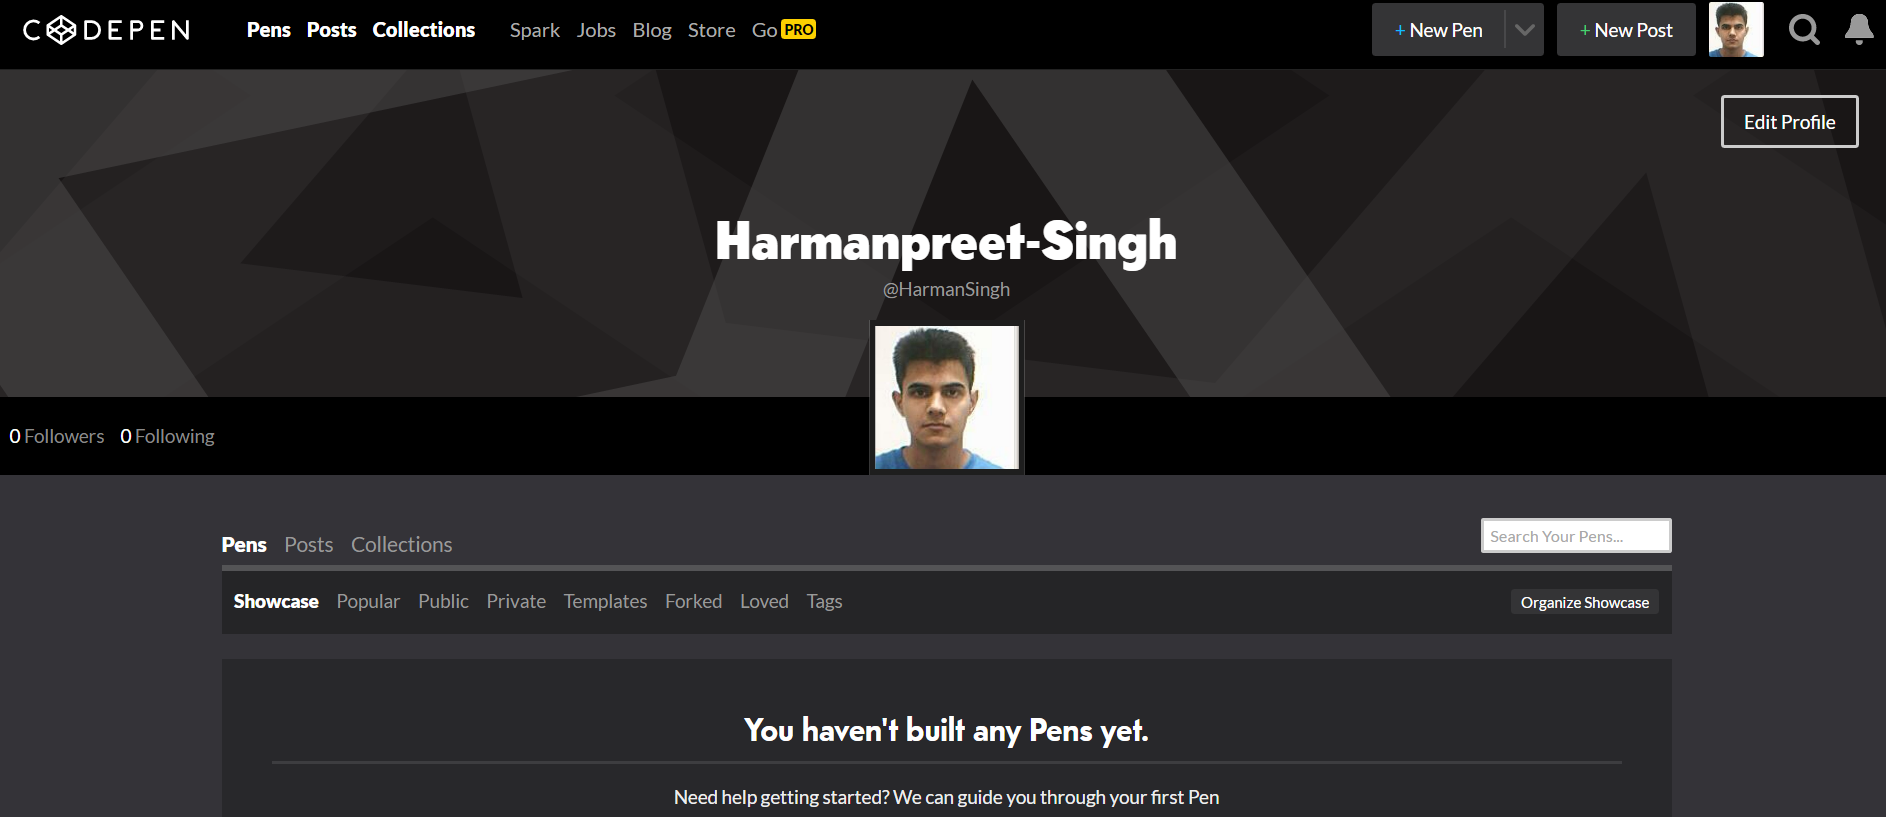 CODEPEN Pens Posts Collections Spark Jobs Blog Store Go PRO + New Pen + New Post
Edit Profile
Harmanpreet-Singh
@HarmanSingh
0 Followers 0 Following
Pens Posts Collections Search Your Pens...
Showcase Popular Public Private Templates Forked Loved Tags Organize Showcase
You haven't built any Pens yet.
Need help getting started? We can guide you through your first Pen